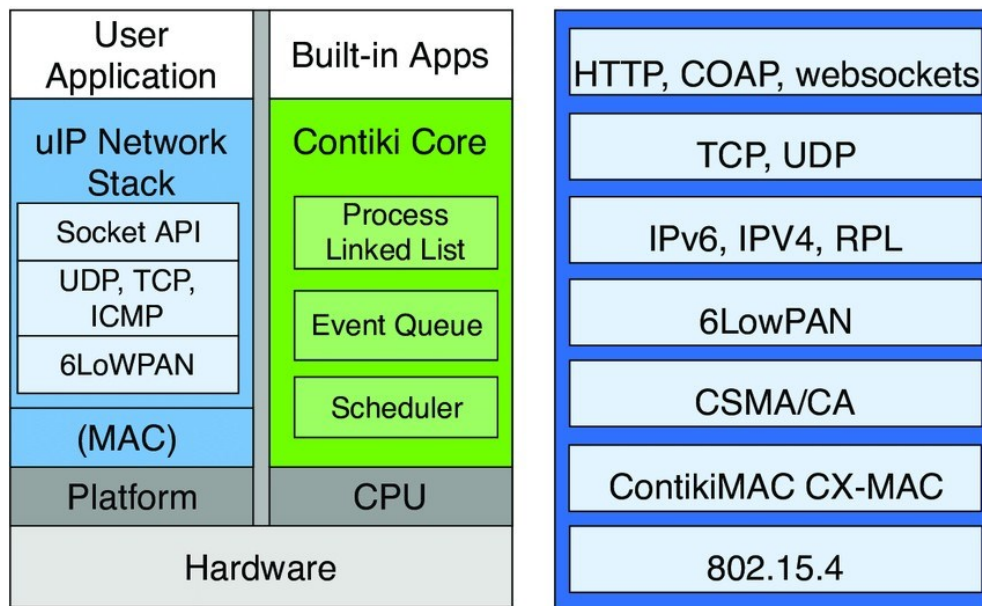 User
Application
uIP Network
Stack
Socket API
UDP, TCP,
ICMP
6LoWPAN
(MAC)
Platform
Built-in Apps
Contiki Core
Process
Linked List
Event Queue
Scheduler
CPU
Hardware
HTTP, COAP, websockets
TCP, UDP
IPv6, IPV4, RPL
6LowPAN
CSMA/CA
ContikiMAC CX-MAC
802.15.4